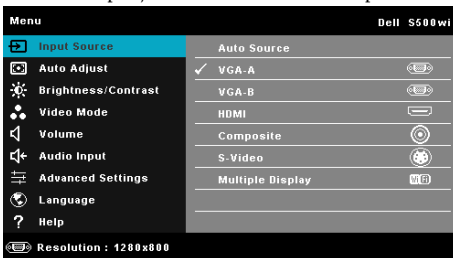 Menu Dell S500wi
Input Source
Auto Adjust
Brightness/Contrast
Video Mode
Volume
Audio Input
Advanced Settings
Language
Help
Auto Source
VGA-A
VGA-B
HDMI
Composite
S-Video
Multiple Display WiFi
Resolution : 1280x800